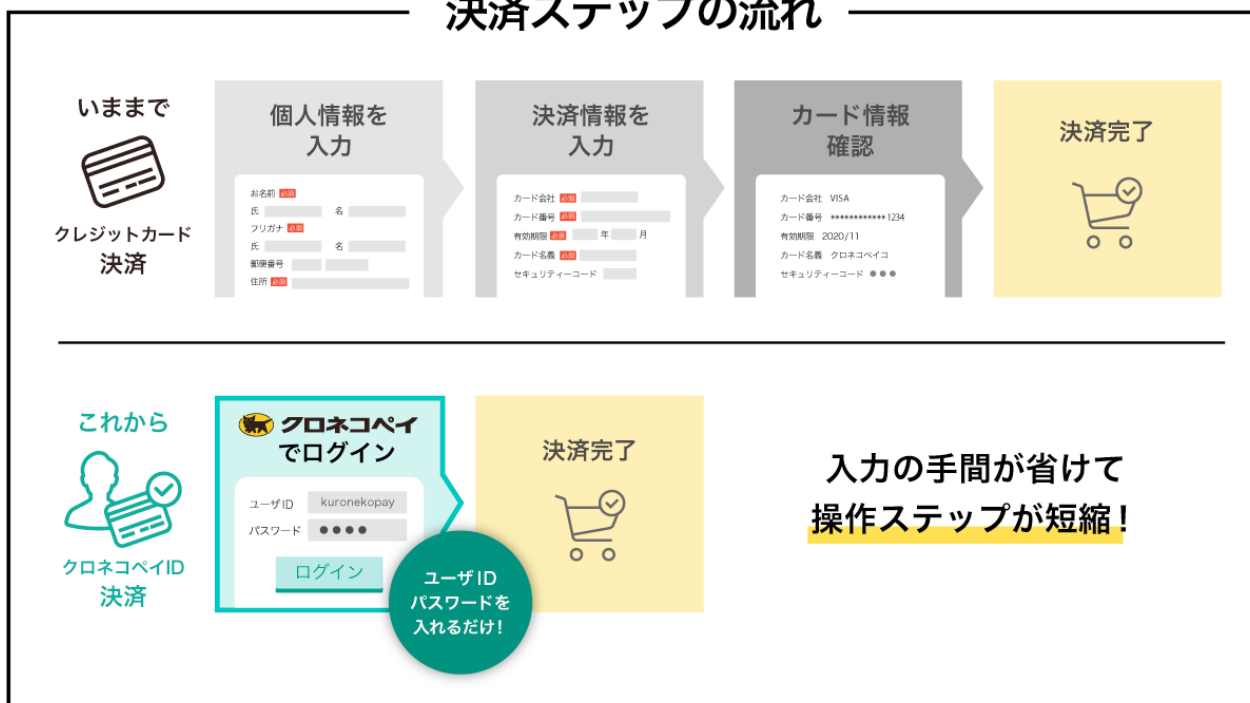 決済ステップの流れ
いままで
クレジットカード
決済
個人情報を
入力
お名前 必須
氏 名
フリガナ 必須
氏 名
郵便番号
住所 必須
決済情報を
入力
カード会社 必須
カード番号 必須
有効期限 必須 年 月
カード名義 必須
セキュリティーコード
カード情報
確認
カード会社 VISA
カード番号 ************1234
有効期限 2020/11
カード名義 クロネコペイコ
セキュリティーコード ●●●
決済完了
これから
クロネコペイID
決済
クロネコペイ
でログイン
ユーザID kuronekopay
パスワード ●●●●
ログイン
ユーザID
パスワードを
入れるだけ!
決済完了
入力の手間が省けて
操作ステップが短縮!